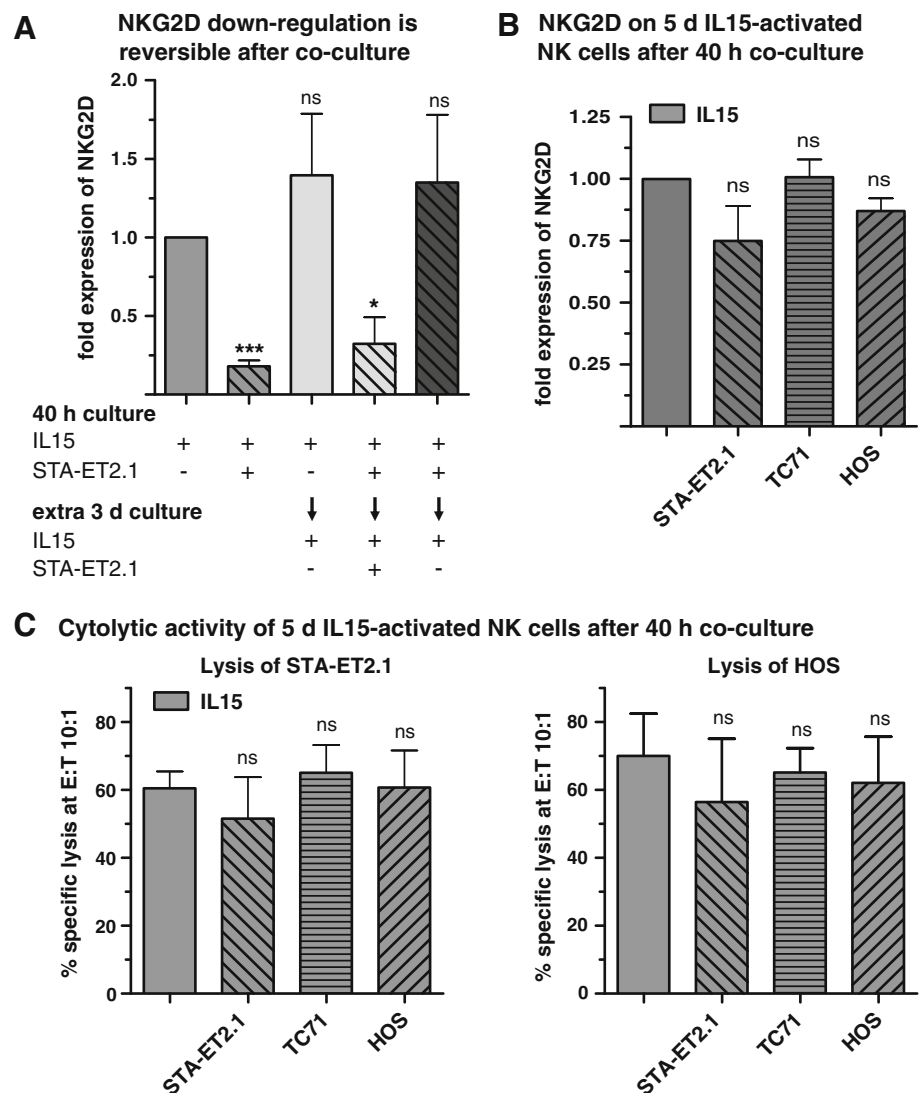 A NKG2D down-regulation is
reversible after co-culture
fold expression of NKG2D
2.0
1.5
1.0
0.5
ns
***
*
ns
40 h culture
IL15 + + + + +
STA-ET2.1 - + - + +
extra 3 d culture ↓ ↓ ↓
IL15 + + +
STA-ET2.1 - + -
B NKG2D on 5 d IL15-activated
NK cells after 40 h co-culture
fold expression of NKG2D
1.25
1.00
0.75
0.50
0.25
IL15
ns
ns
ns
STA-ET2.1
TC71
HOS
C Cytolytic activity of 5 d IL15-activated NK cells after 40 h co-culture
Lysis of STA-ET2.1
% specific lysis at E:T 10:1
80
60
40
20
0
IL15
ns
ns
ns
STA-ET2.1
TC71
HOS
Lysis of HOS
% specific lysis at E:T 10:1
80
60
40
20
0
ns
ns
ns
STA-ET2.1
TC71
HOS